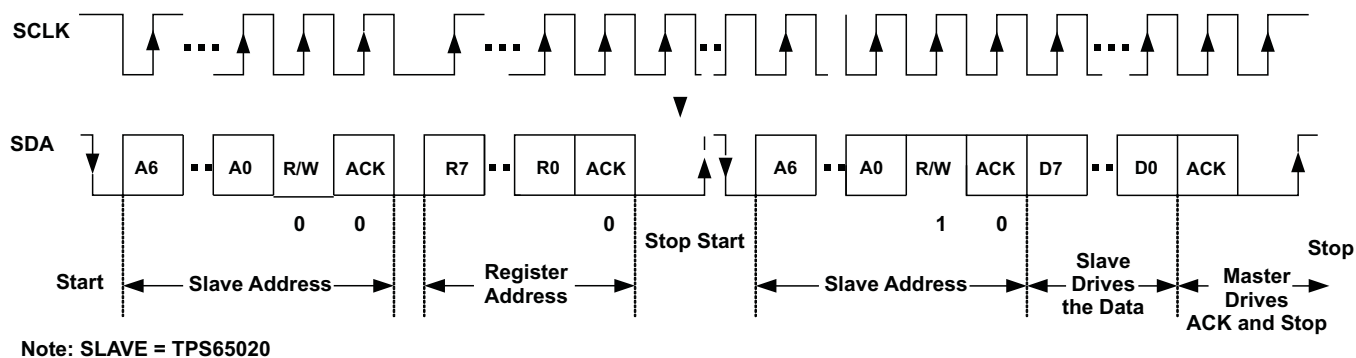 SCLK
SDA
A6 A0 R/W ACK R7 R0 ACK A6 A0 R/W ACK D7 D0 ACK
0 0 0 1 0
Stop Start
Start
Slave Address
Register
Address
Slave Address
Slave
Drives
the Data
Stop
Master
Drives
ACK and Stop
Note: SLAVE = TPS65020